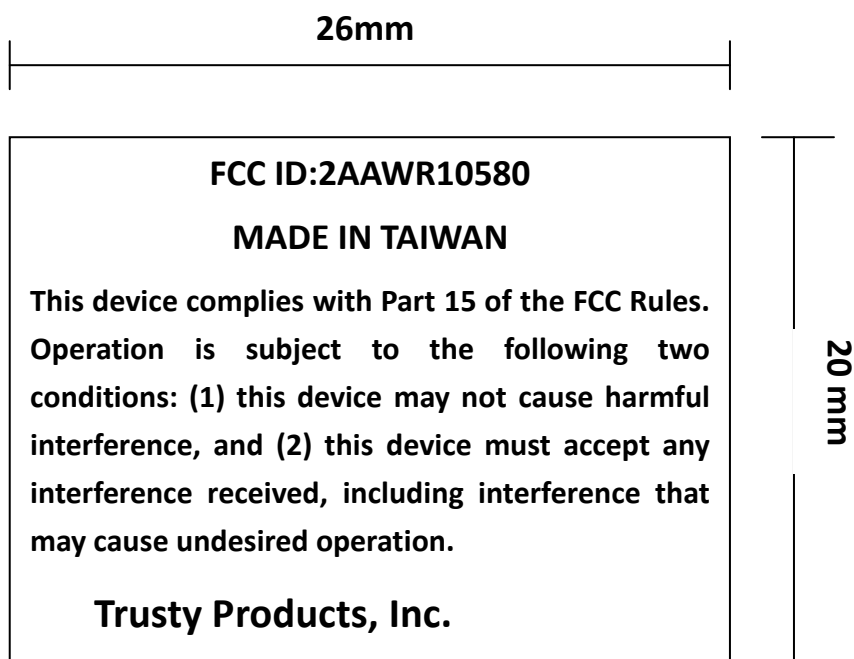 26mm
FCC ID:2AAWR10580
MADE IN TAIWAN
This device complies with Part 15 of the FCC Rules.
Operation is subject to the following two
conditions: (1) this device may not cause harmful
interference, and (2) this device must accept any
interference received, including interference that
may cause undesired operation.
Trusty Products, Inc.
20 mm